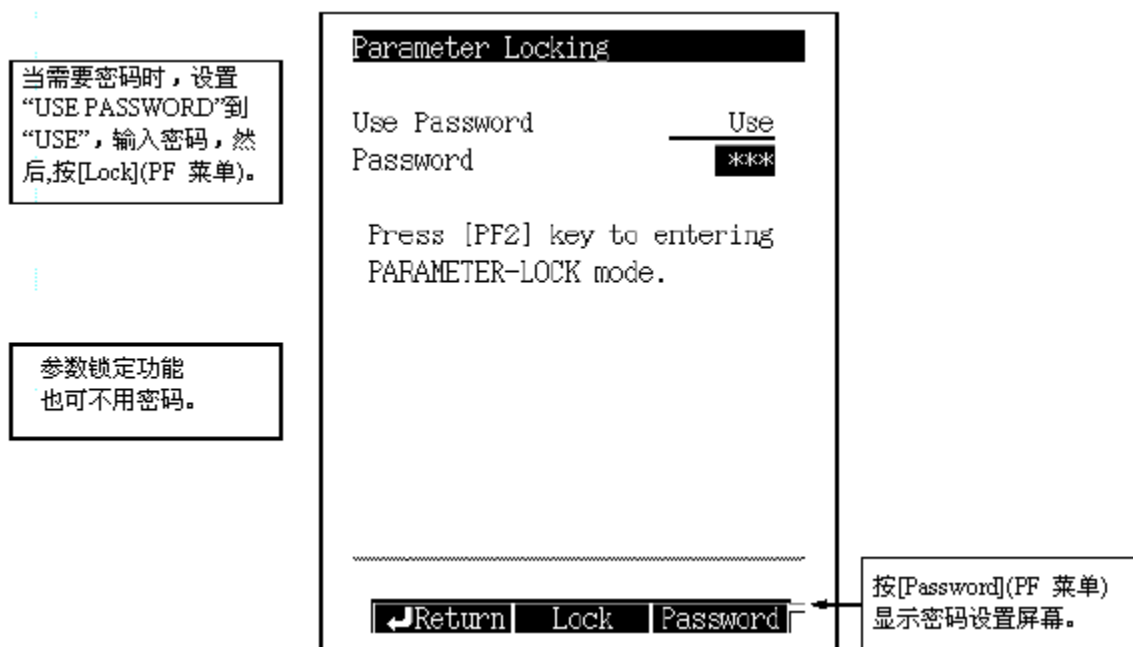 当需要密码时，设置
“USE PASSWORD”到
“USE”，输入密码，然
后,按[Lock](PF 菜单)。
参数锁定功能
也可不用密码。
Parameter Locking
Use Password Use
Password ***
Press [PF2] key to entering
PARAMETER-LOCK mode.
Return Lock Password
按[Password](PF 菜单)
显示密码设置屏幕。